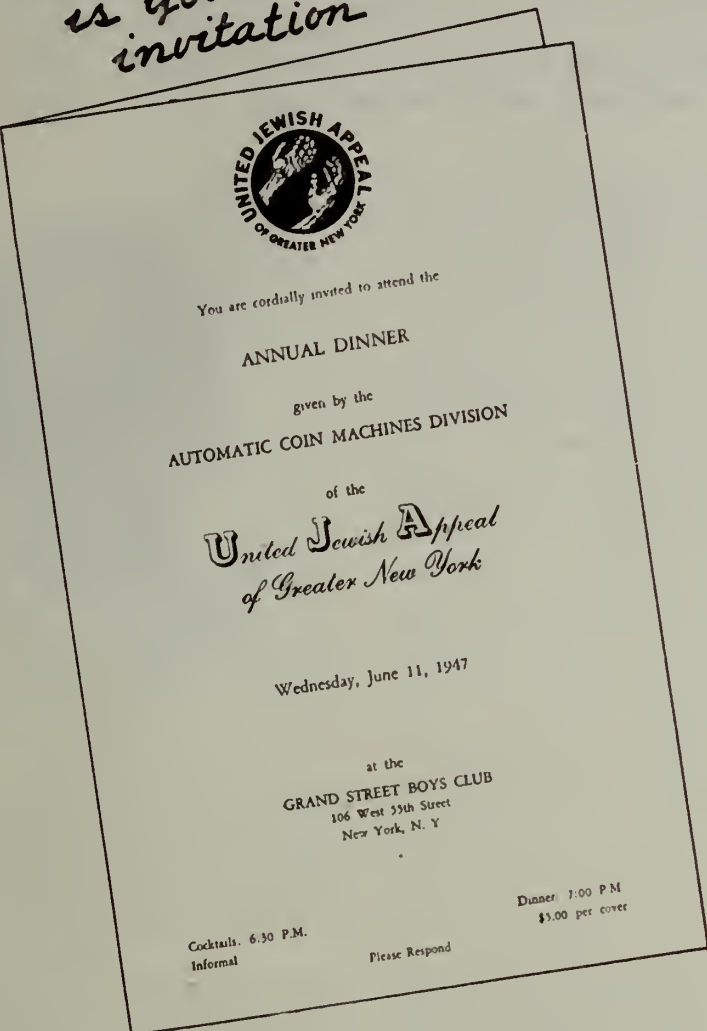 is
invitation
UNITED JEWISH APPEAL
OF GREATER NEW YORK
You are cordially invited to attend the
ANNUAL DINNER
given by the
AUTOMATIC COIN MACHINES DIVISION
of the
United Jewish Appeal
of Greater New York
Wednesday, June 11, 1947
at the
GRAND STREET BOYS CLUB
106 West 55th Street
New York, N. Y
Cocktails. 6.30 P.M.
Informal
Please Respond
Dinner 7:00 P M
$5.00 per cover